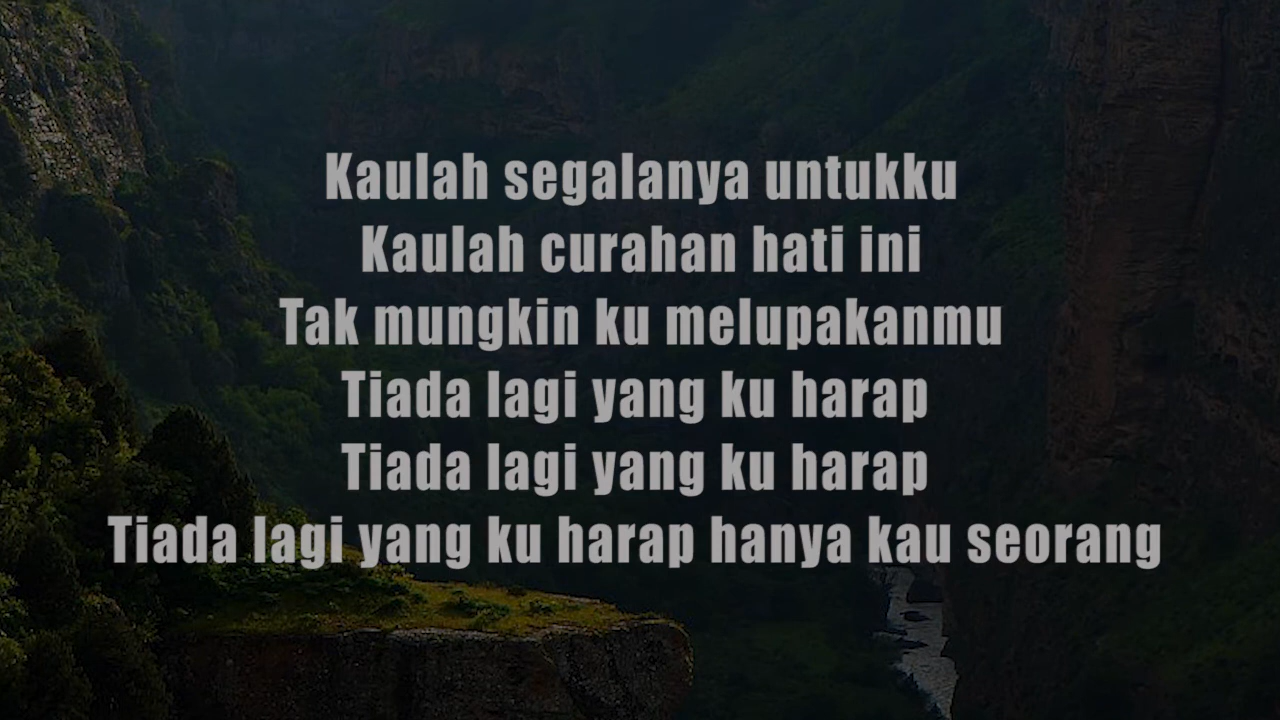 Kaulah segalanya untukku
Kaulah curahan hati ini
Tak mungkin ku melupakanmu
Tiada lagi yang ku harap
Tiada lagi yang ku harap
Tiada lagi yang ku harap hanya kau seorang